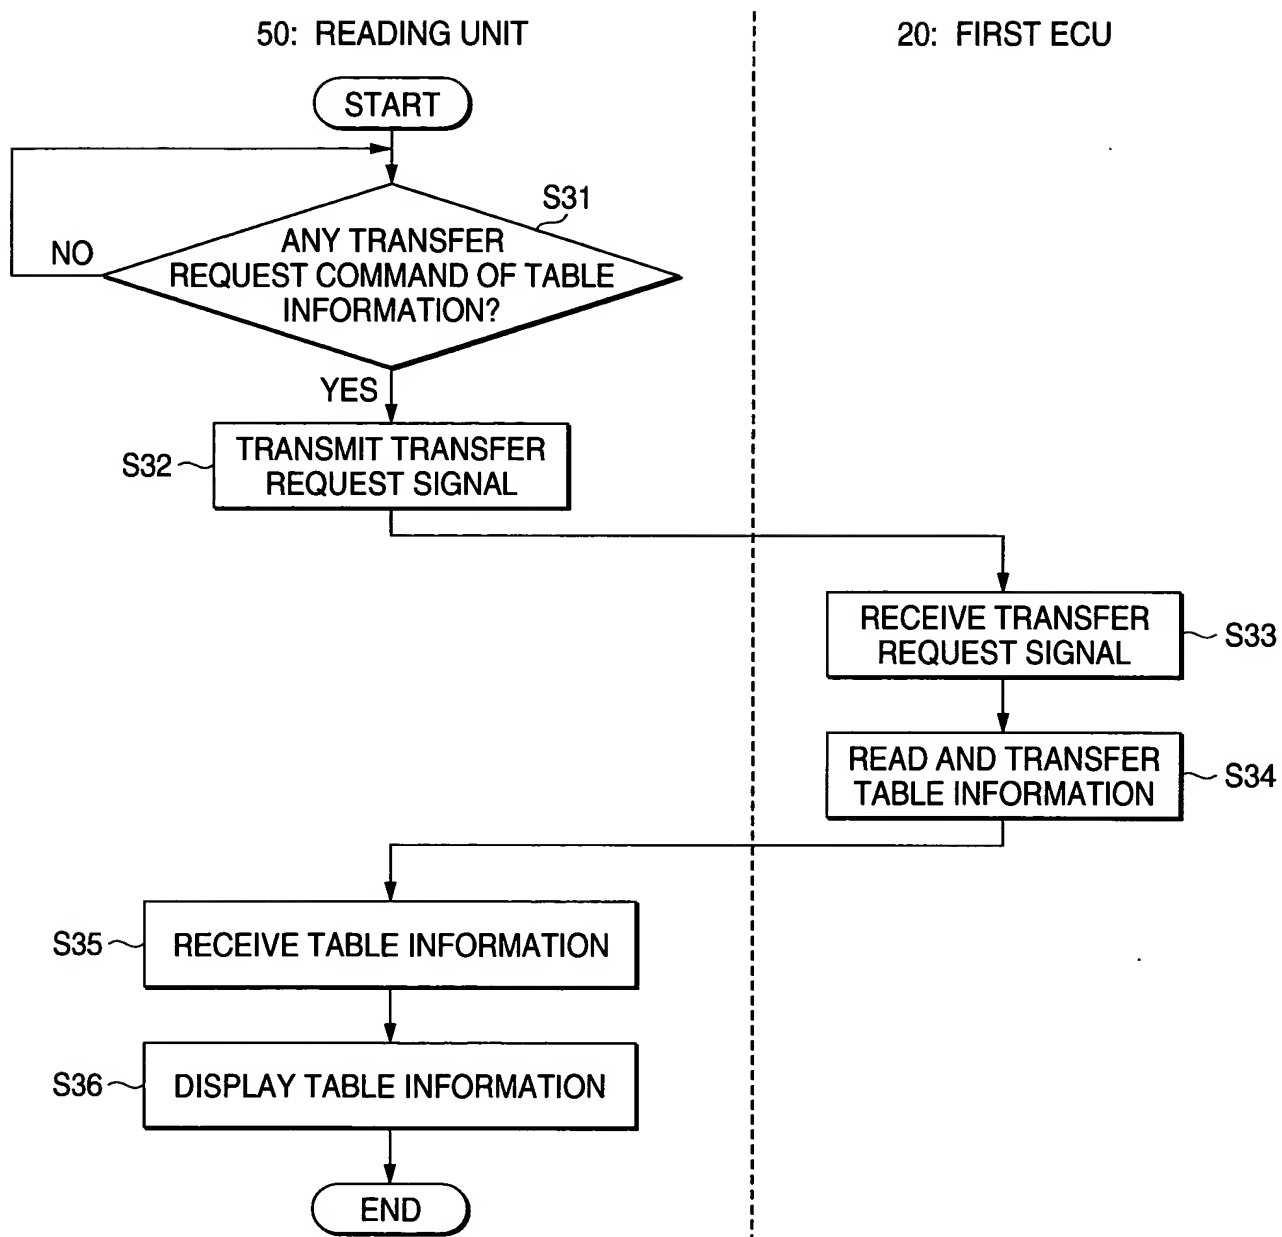 50: READING UNIT
20: FIRST ECU
START
S31
ANY TRANSFER
REQUEST COMMAND OF TABLE
INFORMATION?
NO
YES
S32
TRANSMIT TRANSFER
REQUEST SIGNAL
RECEIVE TRANSFER
REQUEST SIGNAL
S33
READ AND TRANSFER
TABLE INFORMATION
S34
S35
RECEIVE TABLE INFORMATION
S36
DISPLAY TABLE INFORMATION
END